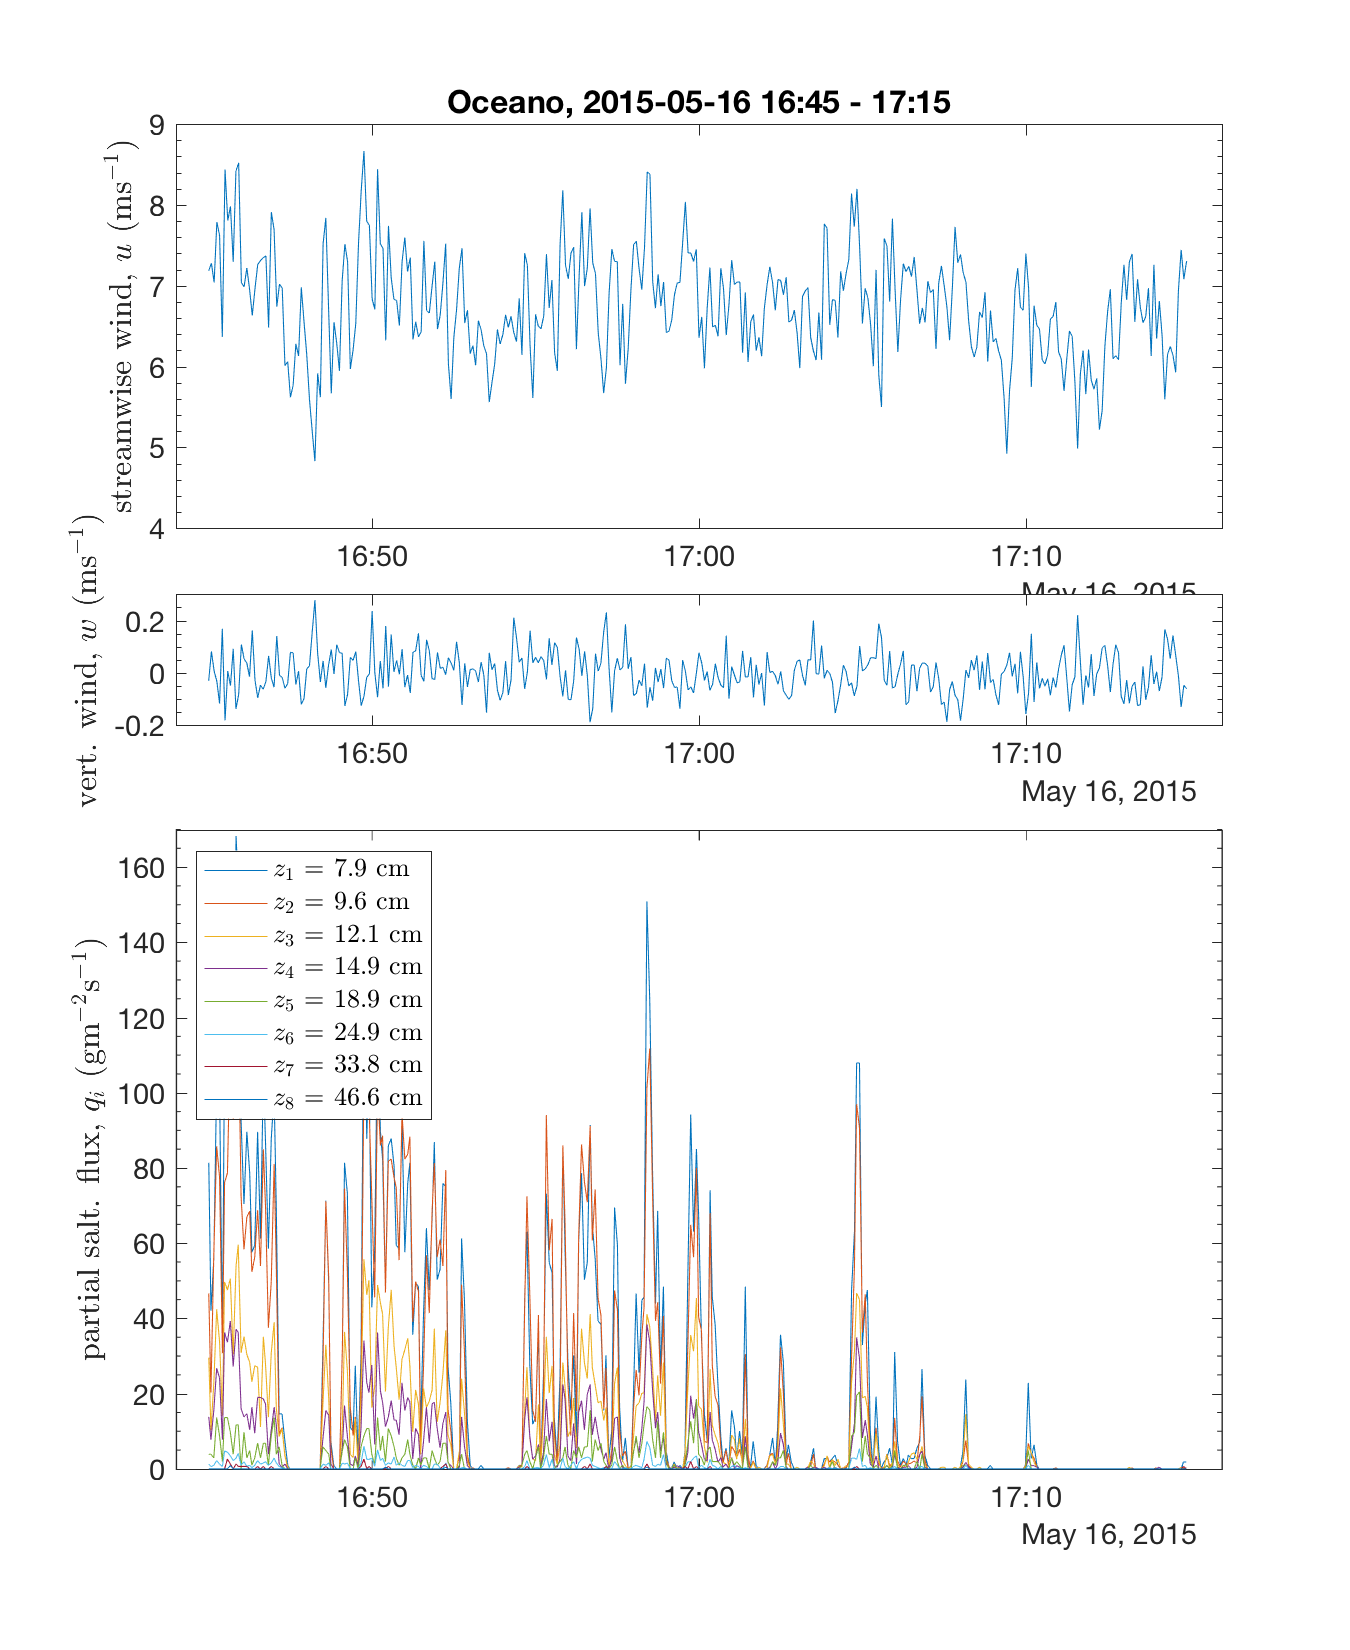 Oceano, 2015-05-16 16:45 - 17:15
streamwise wind, u (ms⁻¹)
9
8
7
6
5
4
16:50 17:00 17:10
May 16, 2015
vert. wind, w (ms⁻¹)
0.2
0
-0.2
16:50 17:00 17:10
May 16, 2015
partial salt. flux, qᵢ (gm⁻²s⁻¹)
160
140
120
100
80
60
40
20
0
z₁ = 7.9 cm
z₂ = 9.6 cm
z₃ = 12.1 cm
z₄ = 14.9 cm
z₅ = 18.9 cm
z₆ = 24.9 cm
z₇ = 33.8 cm
z₈ = 46.6 cm
16:50 17:00 17:10
May 16, 2015